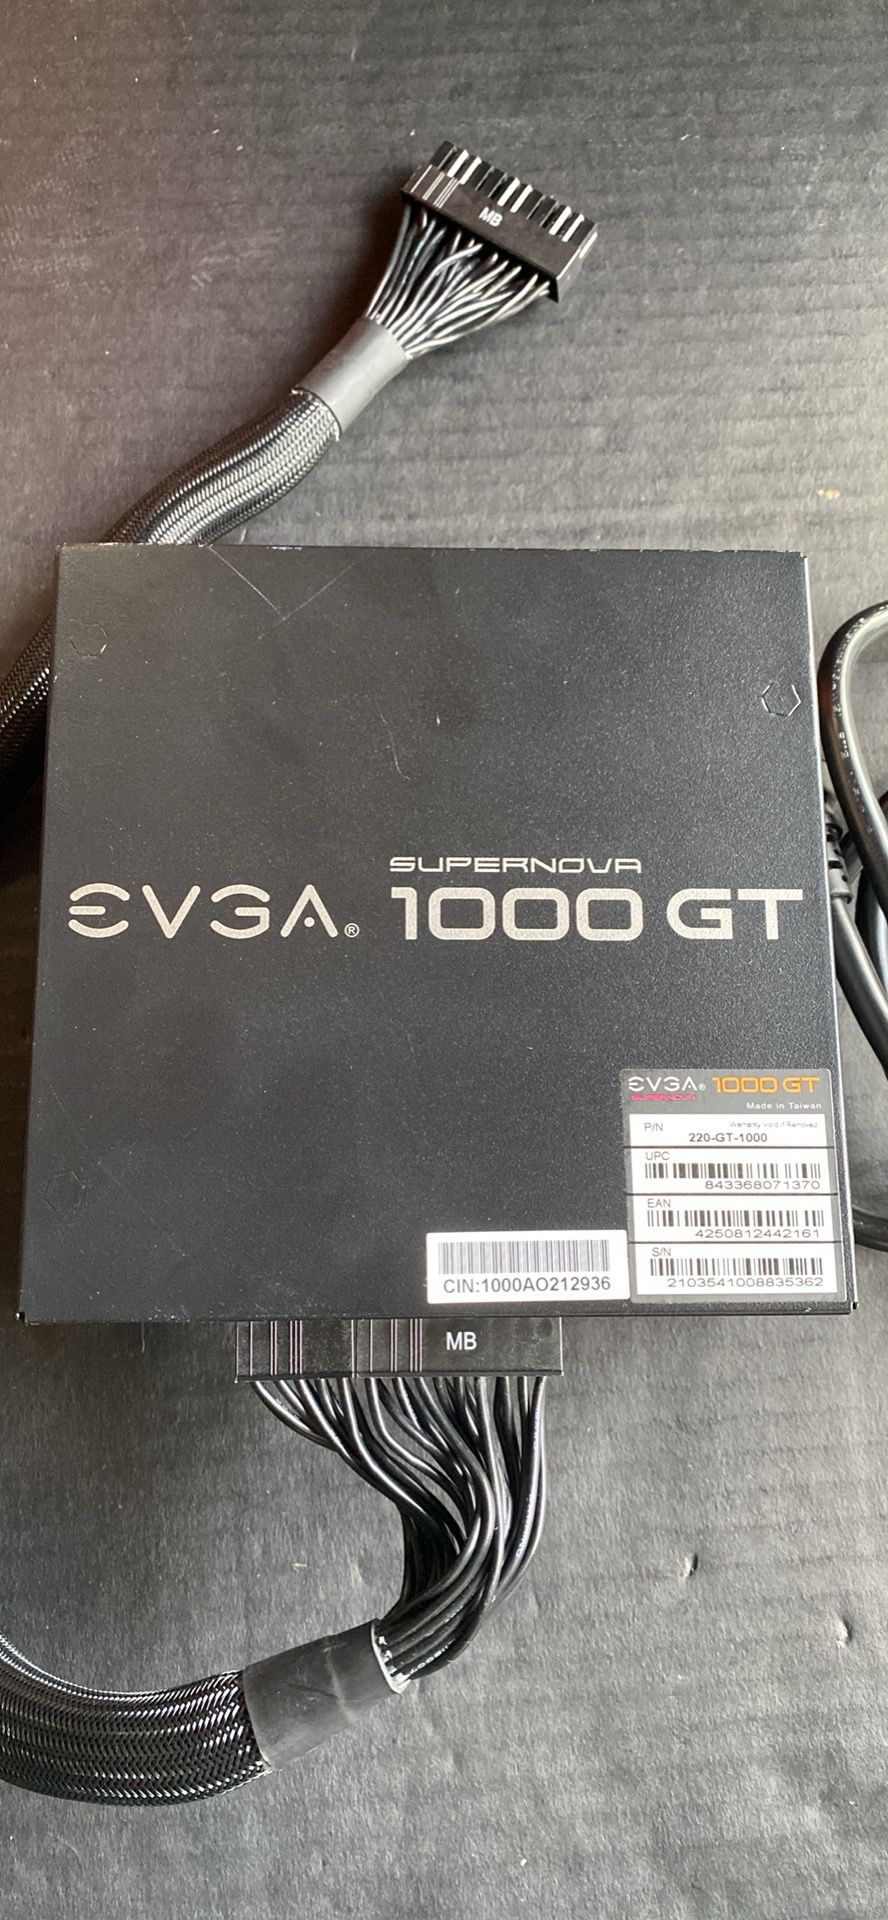 MB
SUPERNOVA
EVGA® 1000 GT
EVGA® 1000 GT
SUPERNOVA
Made in Taiwan
P/N Warranty void if Removed
220-GT-1000
UPC
843368071370
EAN
4250812442161
S/N
2103541008835362
CIN:1000AO212936
MB